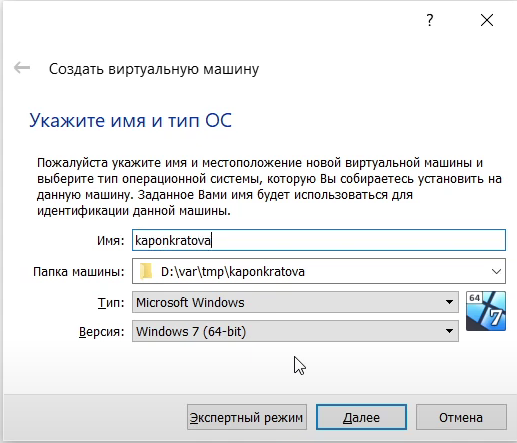 ?
Создать виртуальную машину
Укажите имя и тип ОС
Пожалуйста укажите имя и местоположение новой виртуальной машины и
выберите тип операционной системы, которую Вы собираетесь установить на
данную машину. Заданное Вами имя будет использоваться для
идентификации данной машины.
Имя: kaponkratova
Папка машины: D:\var\tmp\kaponkratova
Тип: Microsoft Windows 64
Версия: Windows 7 (64-bit) 7
Экспертный режим Далее Отмена